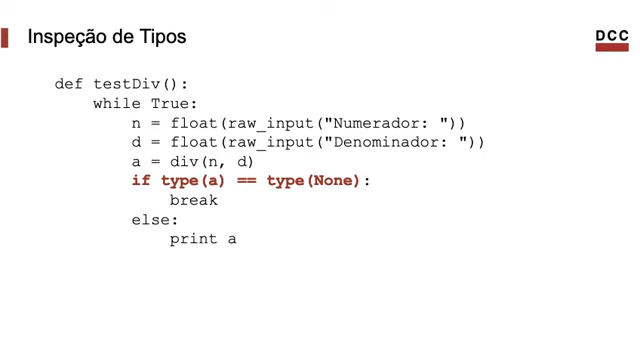 Inspeção de Tipos
DCC
def testDiv():
    while True:
        n = float(raw_input("Numerador: "))
        d = float(raw_input("Denominador: "))
        a = div(n, d)
        if type(a) == type(None):
            break
        else:
            print a